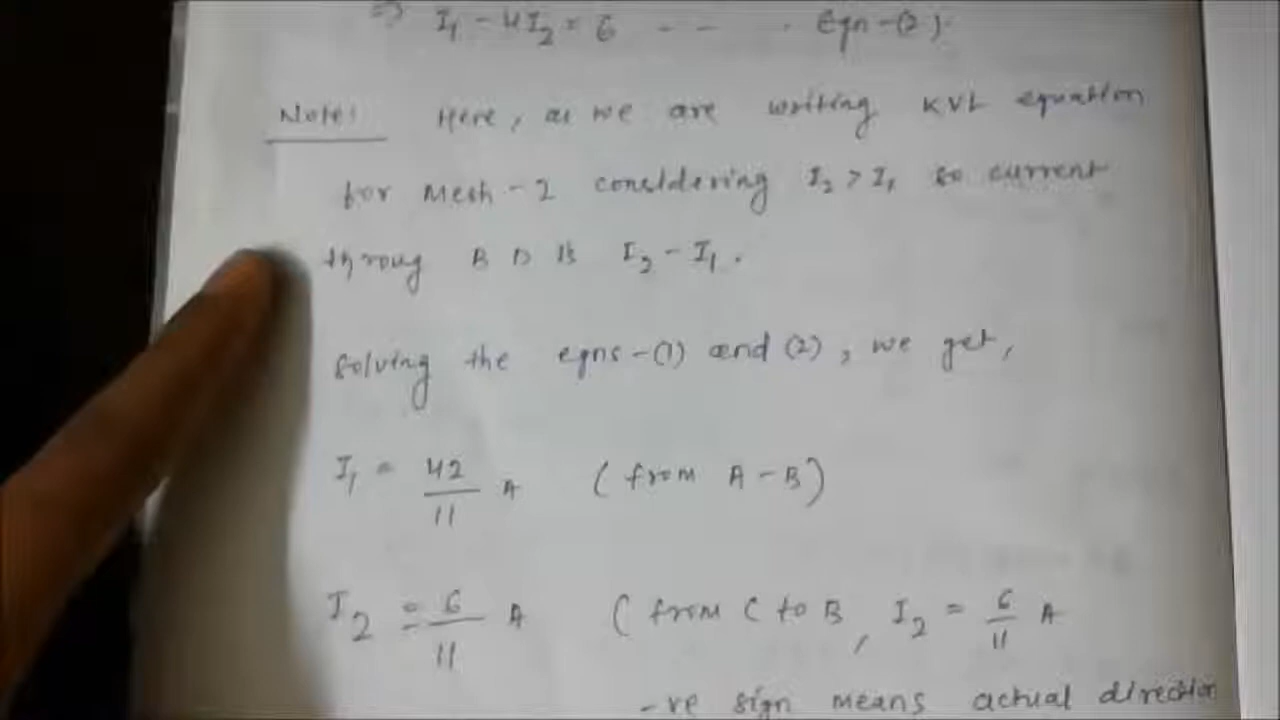 ⇒ I₁ - 4I₂ = 6 - - . Eqn-(2).
Note: Here, as we are writing KVL equation
for Mesh-2 considering I₂ > I₁ so current
throug B D is I₂ - I₁.
solving the eqns-(1) and (2), we get,
I₁ = 42/11 A (from A-B)
I₂ = -6/11 A (from C to B, I₂ = 6/11 A
-ve sign means actual direction